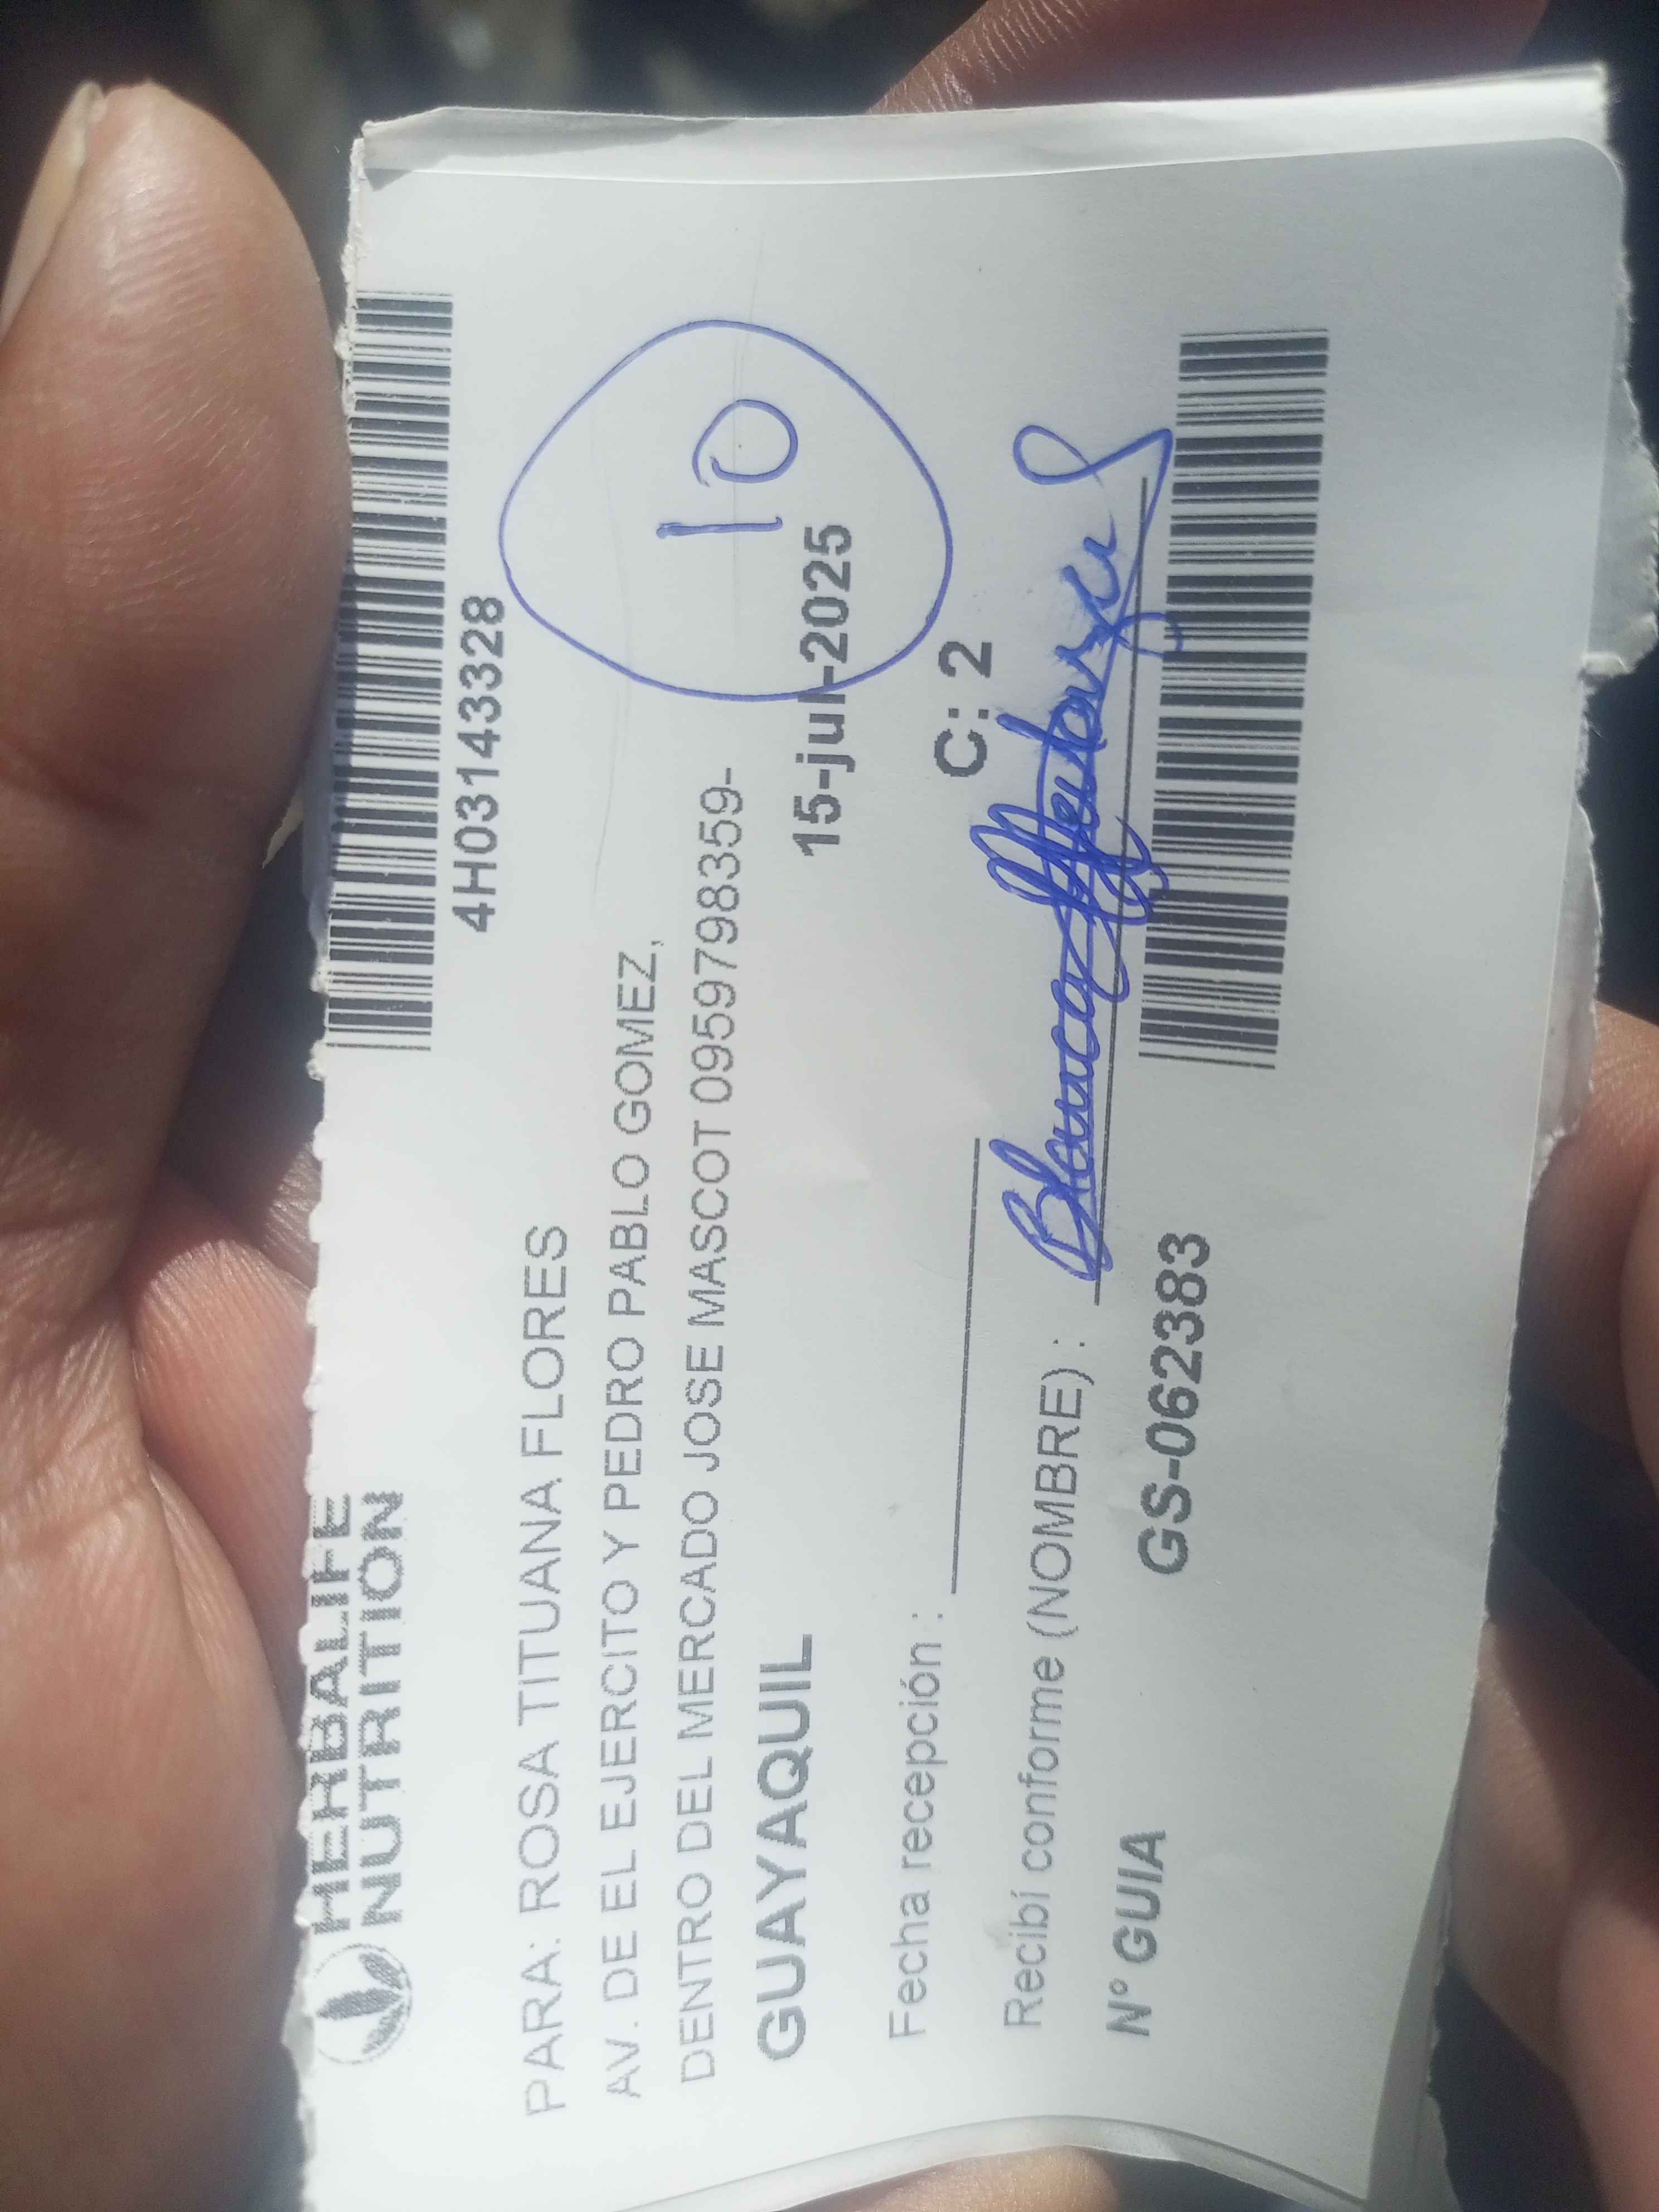 HERBALIFE
NUTRITION
4H03143328
PARA: ROSA TITUANA FLORES
AV. DE EL EJERCITO Y PEDRO PABLO GOMEZ,
DENTRO DEL MERCADO JOSE MASCOT 0959798359-
10
GUAYAQUIL
15-jul-2025
Fecha recepción :
C: 2
Recibí conforme (NOMBRE) : Blanca
N° GUIA GS-062383